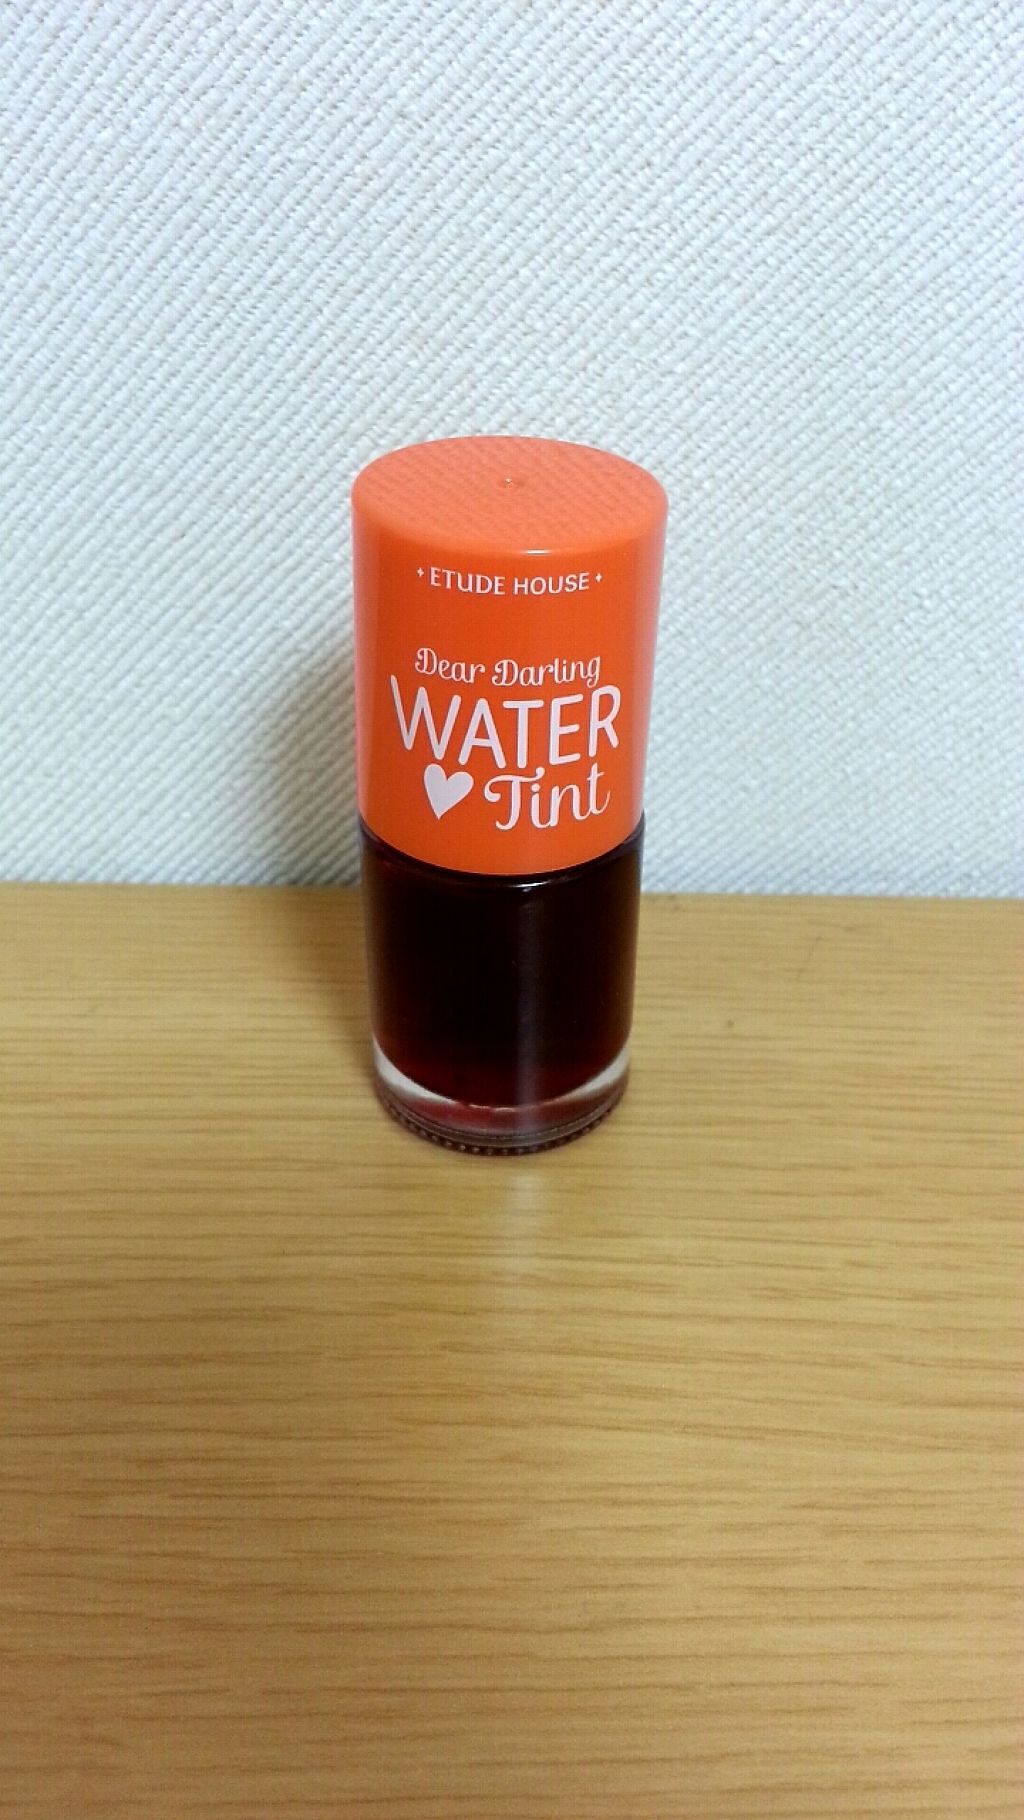 ETUDE HOUSE
Dear Darling
WATER
Tint